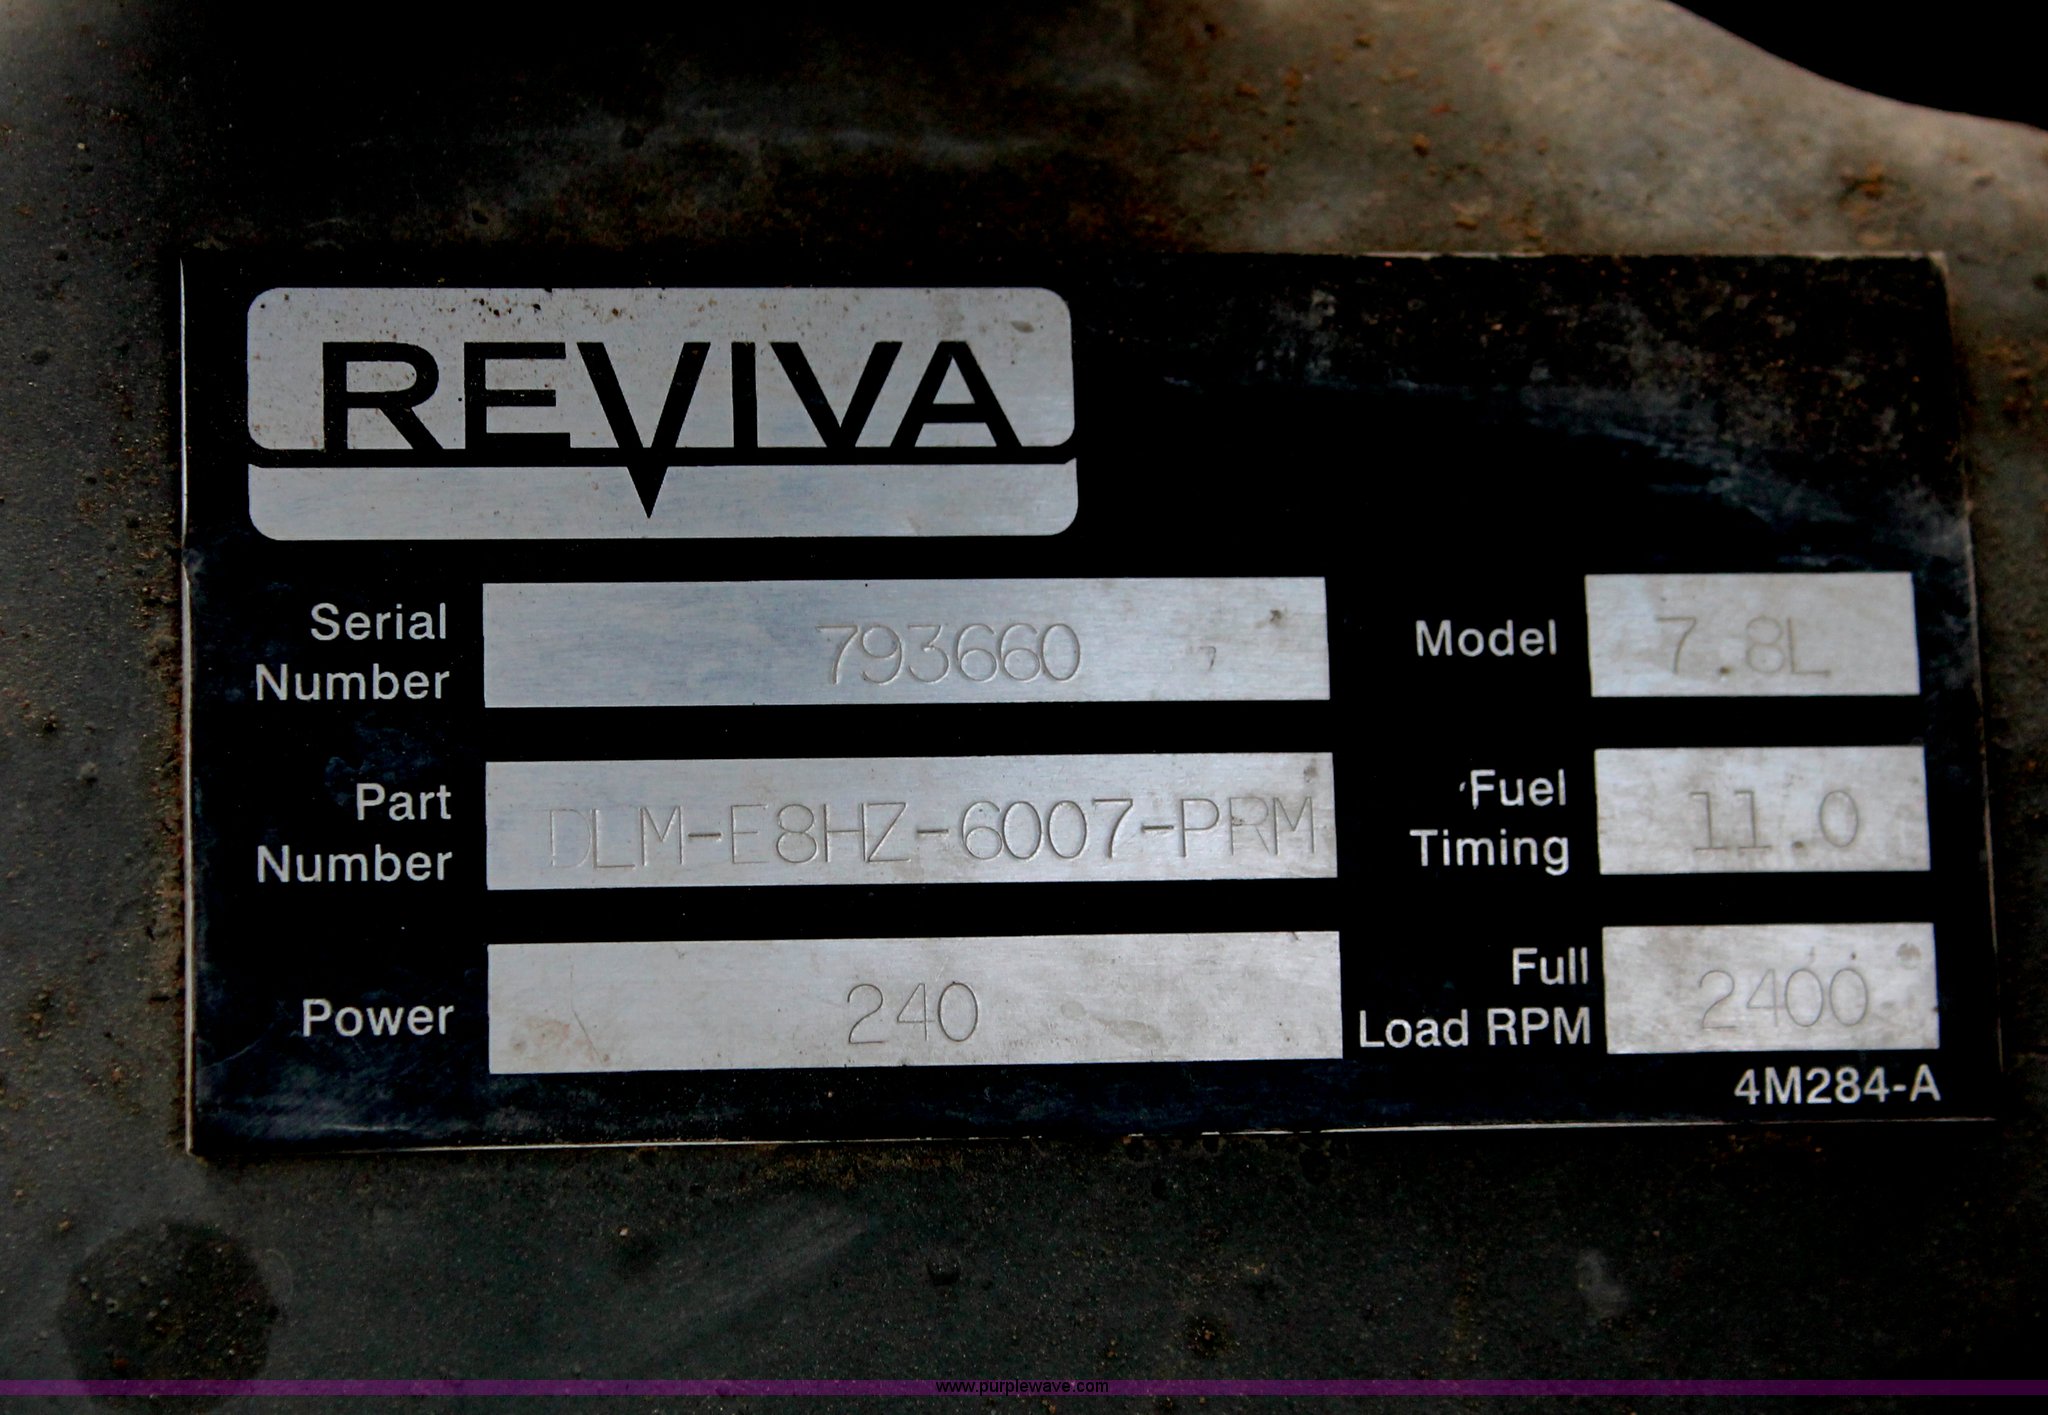 REVIVA
Serial Number 793660
Model 7.8L
Part Number DLM-E8HZ-6007-PRM
Fuel Timing 11.0
Power 240
Full Load RPM 2400
4M284-A
www.purplewave.com